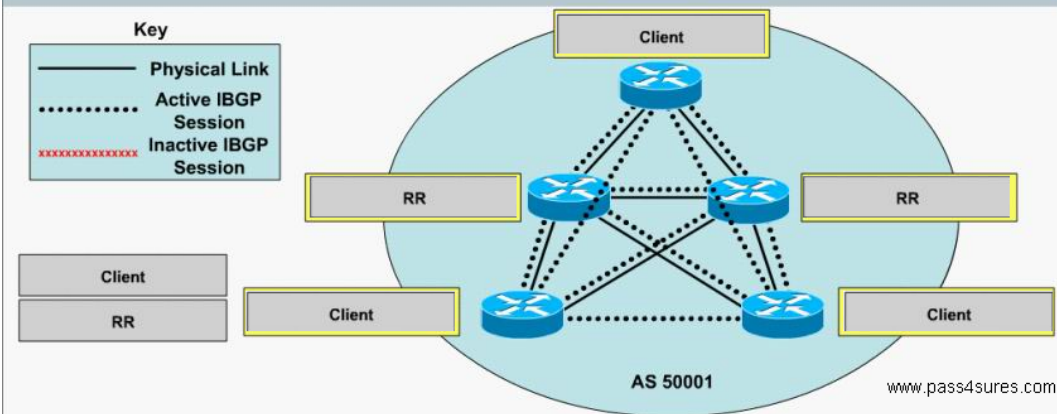 Key
Physical Link
Active IBGP
Session
xxxxxxxxxxxxxxx Inactive IBGP
Session
Client
RR
RR
Client
RR
Client
Client
AS 50001
www.pass4sures.com